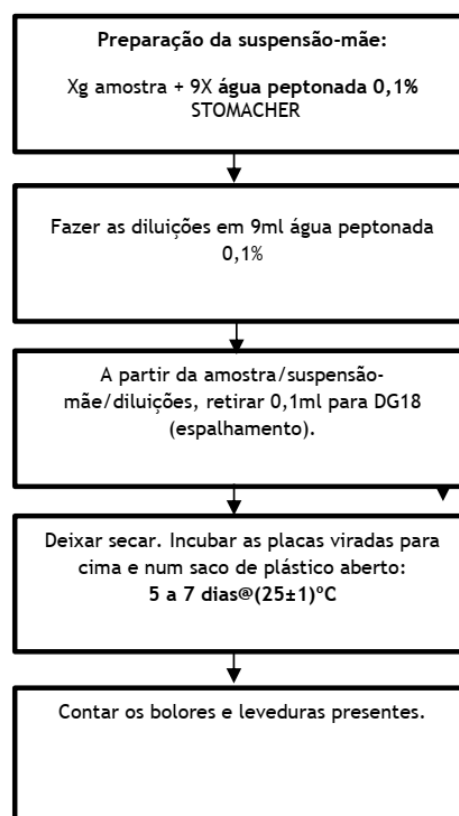 Preparação da suspensão-mãe:
Xg amostra + 9X água peptonada 0,1%
STOMACHER
Fazer as diluições em 9ml água peptonada
0,1%
A partir da amostra/suspensão-
mãe/diluições, retirar 0,1ml para DG18
(espalhamento).
Deixar secar. Incubar as placas viradas para
cima e num saco de plástico aberto:
5 a 7 dias@(25±1)ºC
Contar os bolores e leveduras presentes.